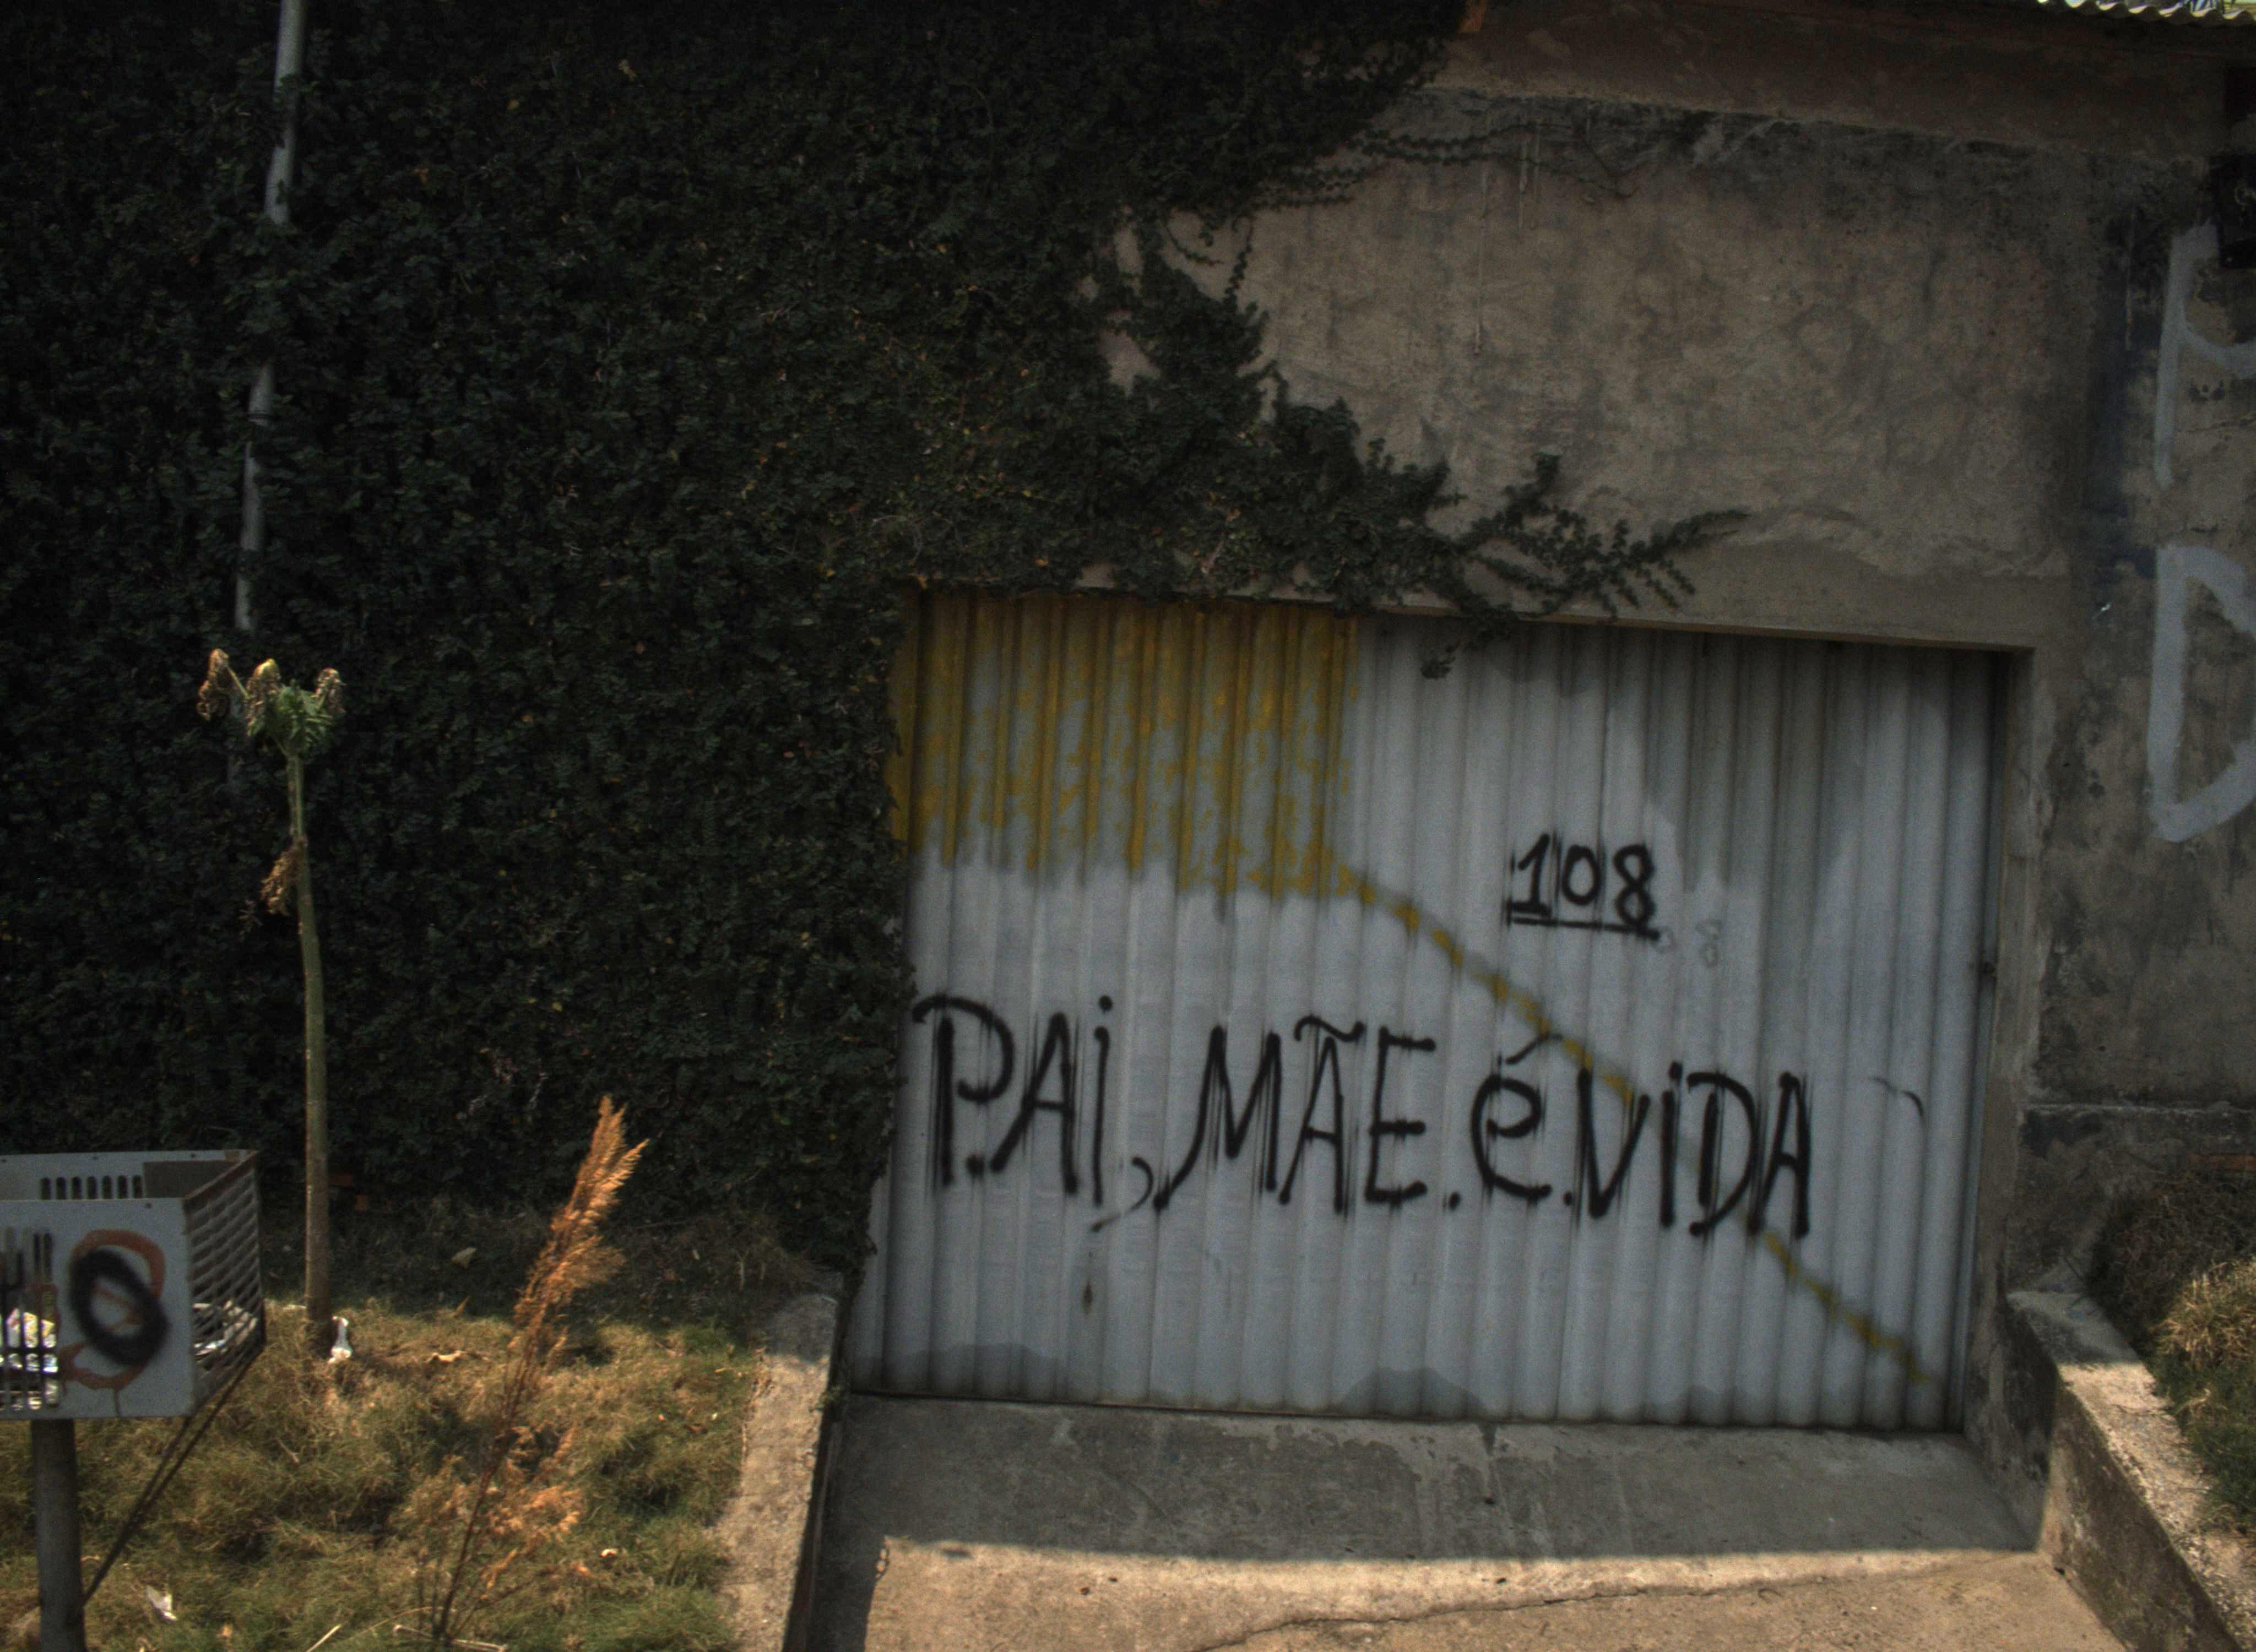 108
PAi, MÃE. é. ViDA